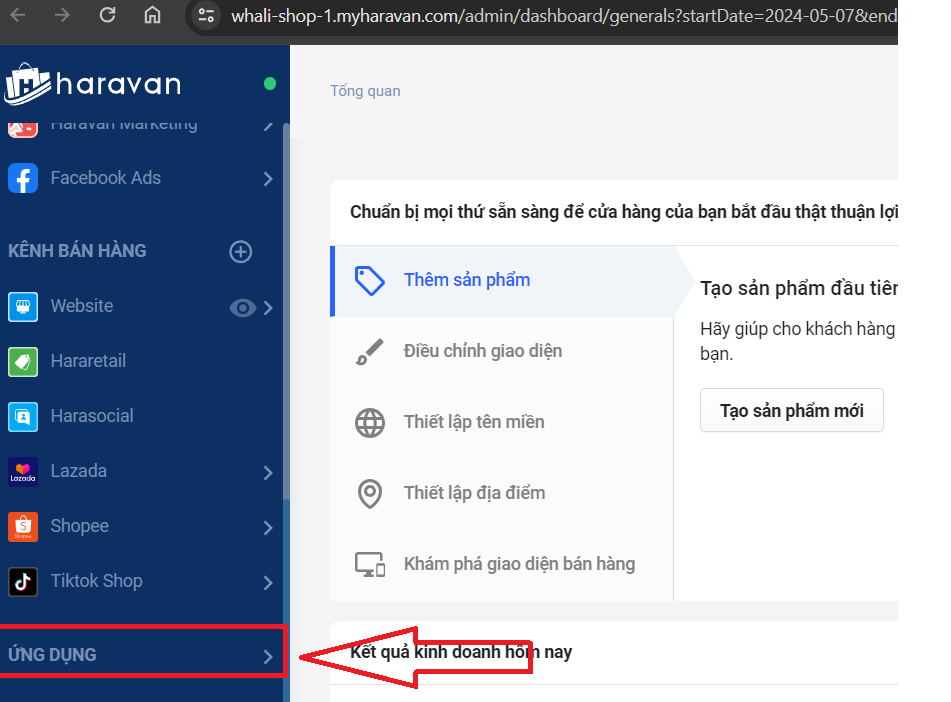 whali-shop-1.myharavan.com/admin/dashboard/generals?startDate=2024-05-07&end
haravan
Haravan Marketing
Facebook Ads
KÊNH BÁN HÀNG
Website
Hararetail
Harasocial
Lazada
Lazada
Shopee
Shopee
Tiktok Shop
ỨNG DỤNG
Tổng quan
Chuẩn bị mọi thứ sẵn sàng để cửa hàng của bạn bắt đầu thật thuận lợi
Thêm sản phẩm
Điều chỉnh giao diện
Thiết lập tên miền
Thiết lập địa điểm
Khám phá giao diện bán hàng
Tạo sản phẩm đầu tiên
Hãy giúp cho khách hàng
bạn.
Tạo sản phẩm mới
Kết quả kinh doanh hôm nay